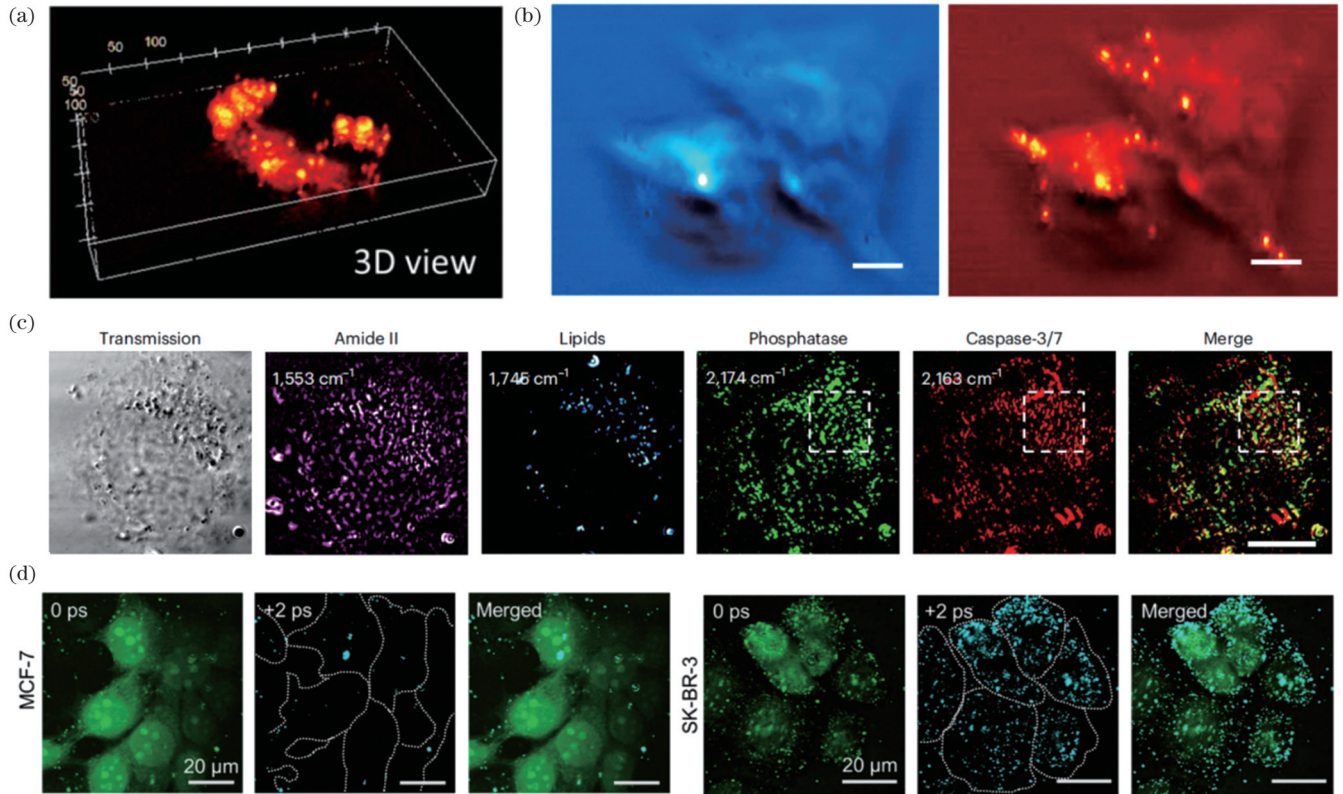 (a)
50 100
50
50
100
3D view
(b)
(c)
Transmission Amide II Lipids Phosphatase Caspase-3/7 Merge
1,553 cm⁻¹ 1,745 cm⁻¹ 2,174 cm⁻¹ 2,163 cm⁻¹
(d)
MCF-7
0 ps +2 ps Merged
20 μm
SK-BR-3
0 ps +2 ps Merged
20 μm